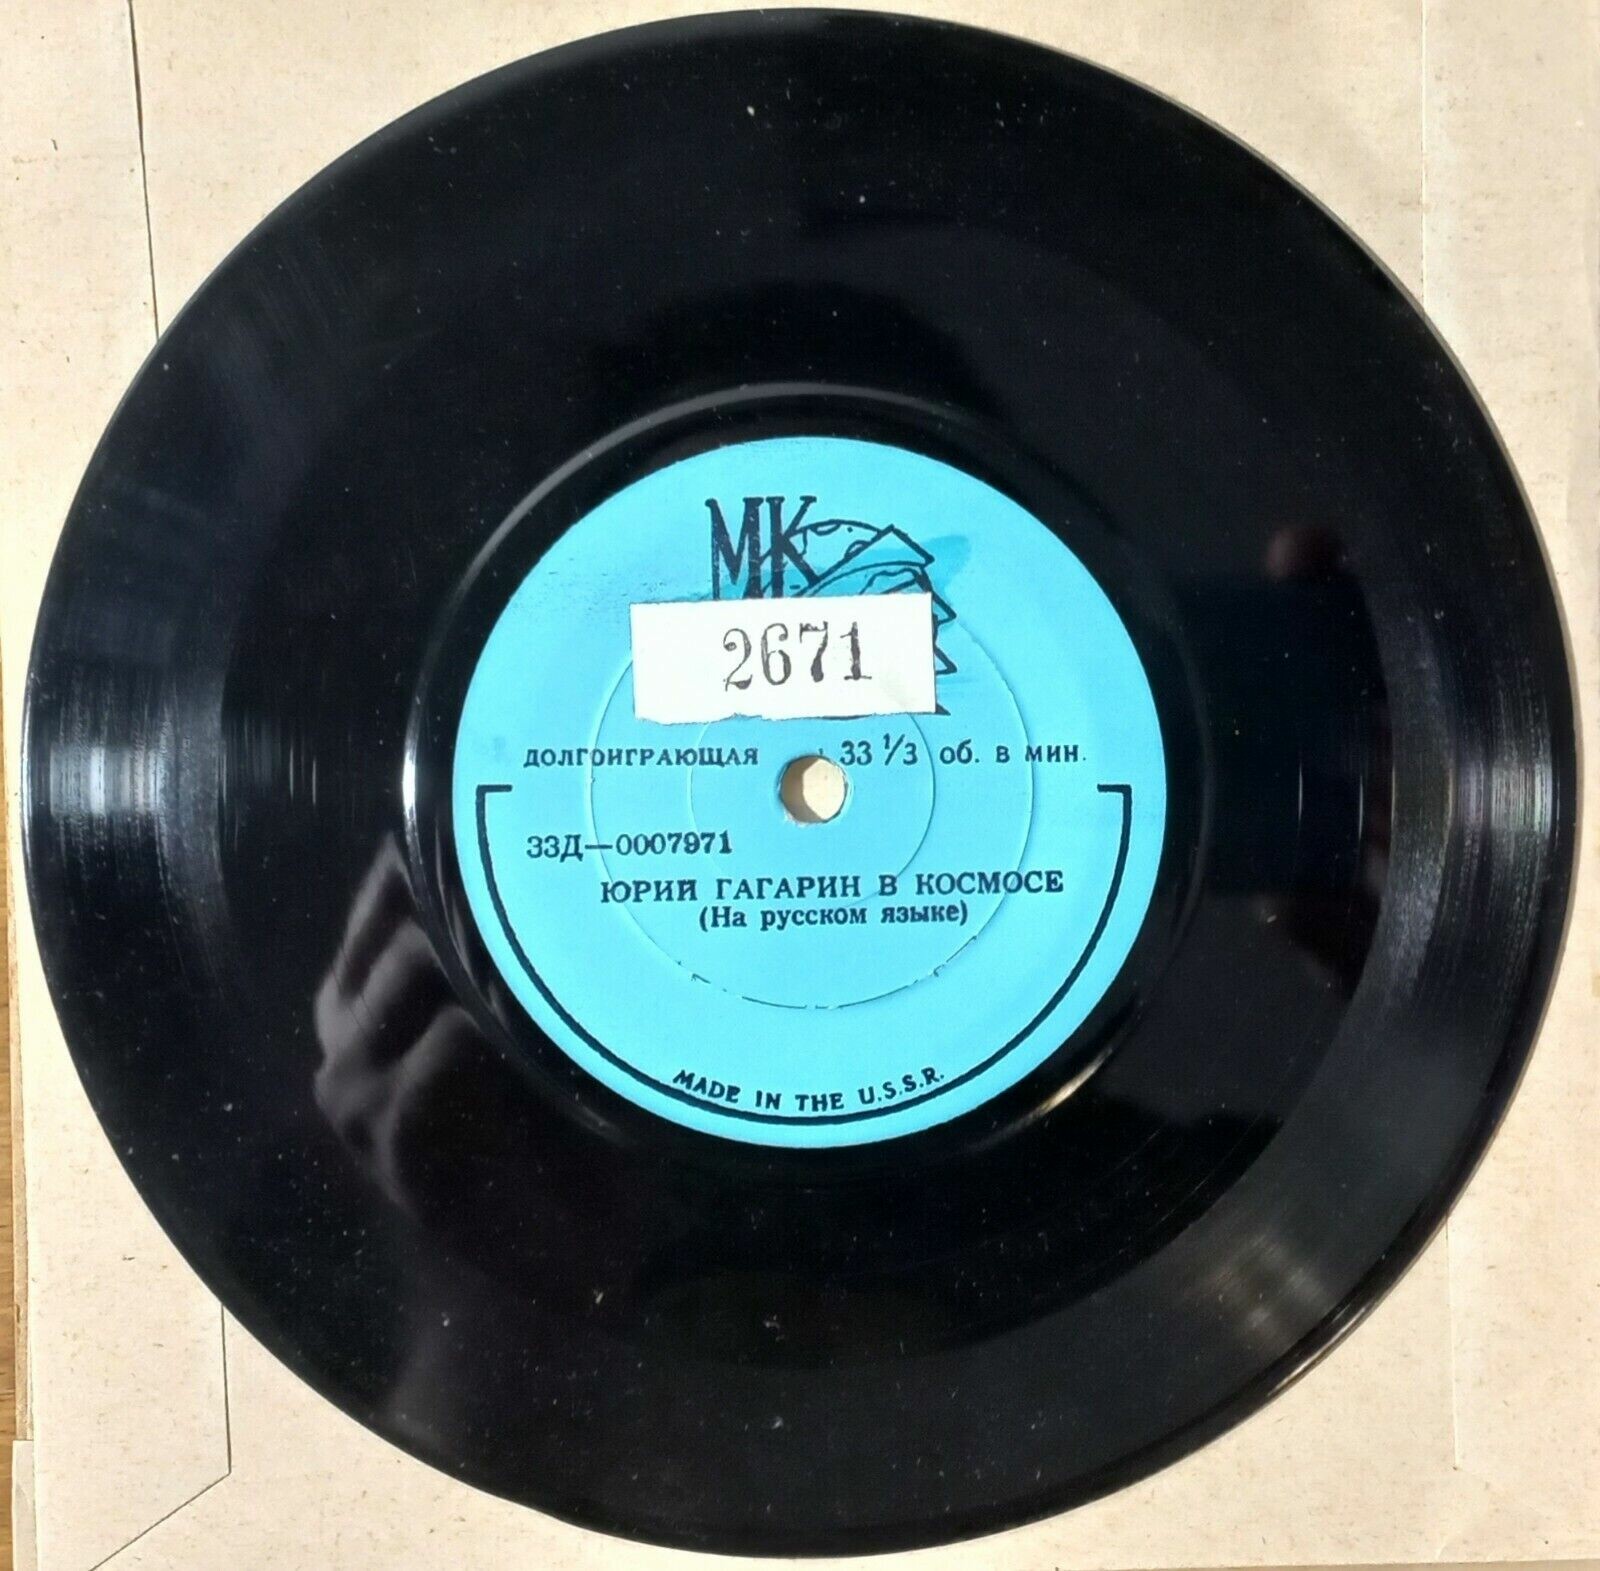 МК
2671
ДОЛГОИГРАЮЩАЯ 33 1/3 об. в мин.
33Д—0007971
ЮРИЙ ГАГАРИН В КОСМОСЕ
(На русском языке)
MADE IN THE U.S.S.R.